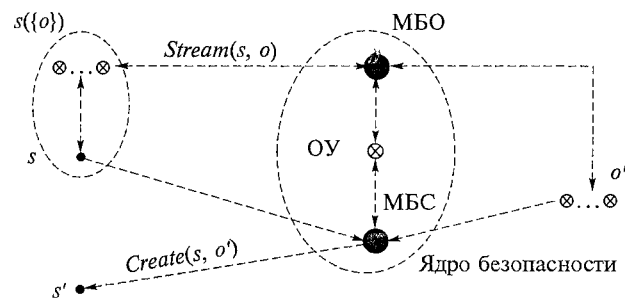 s({o})
МБО
Stream(s, o)
ОУ
s
o'
МБС
Create(s, o')
Ядро безопасности
s'